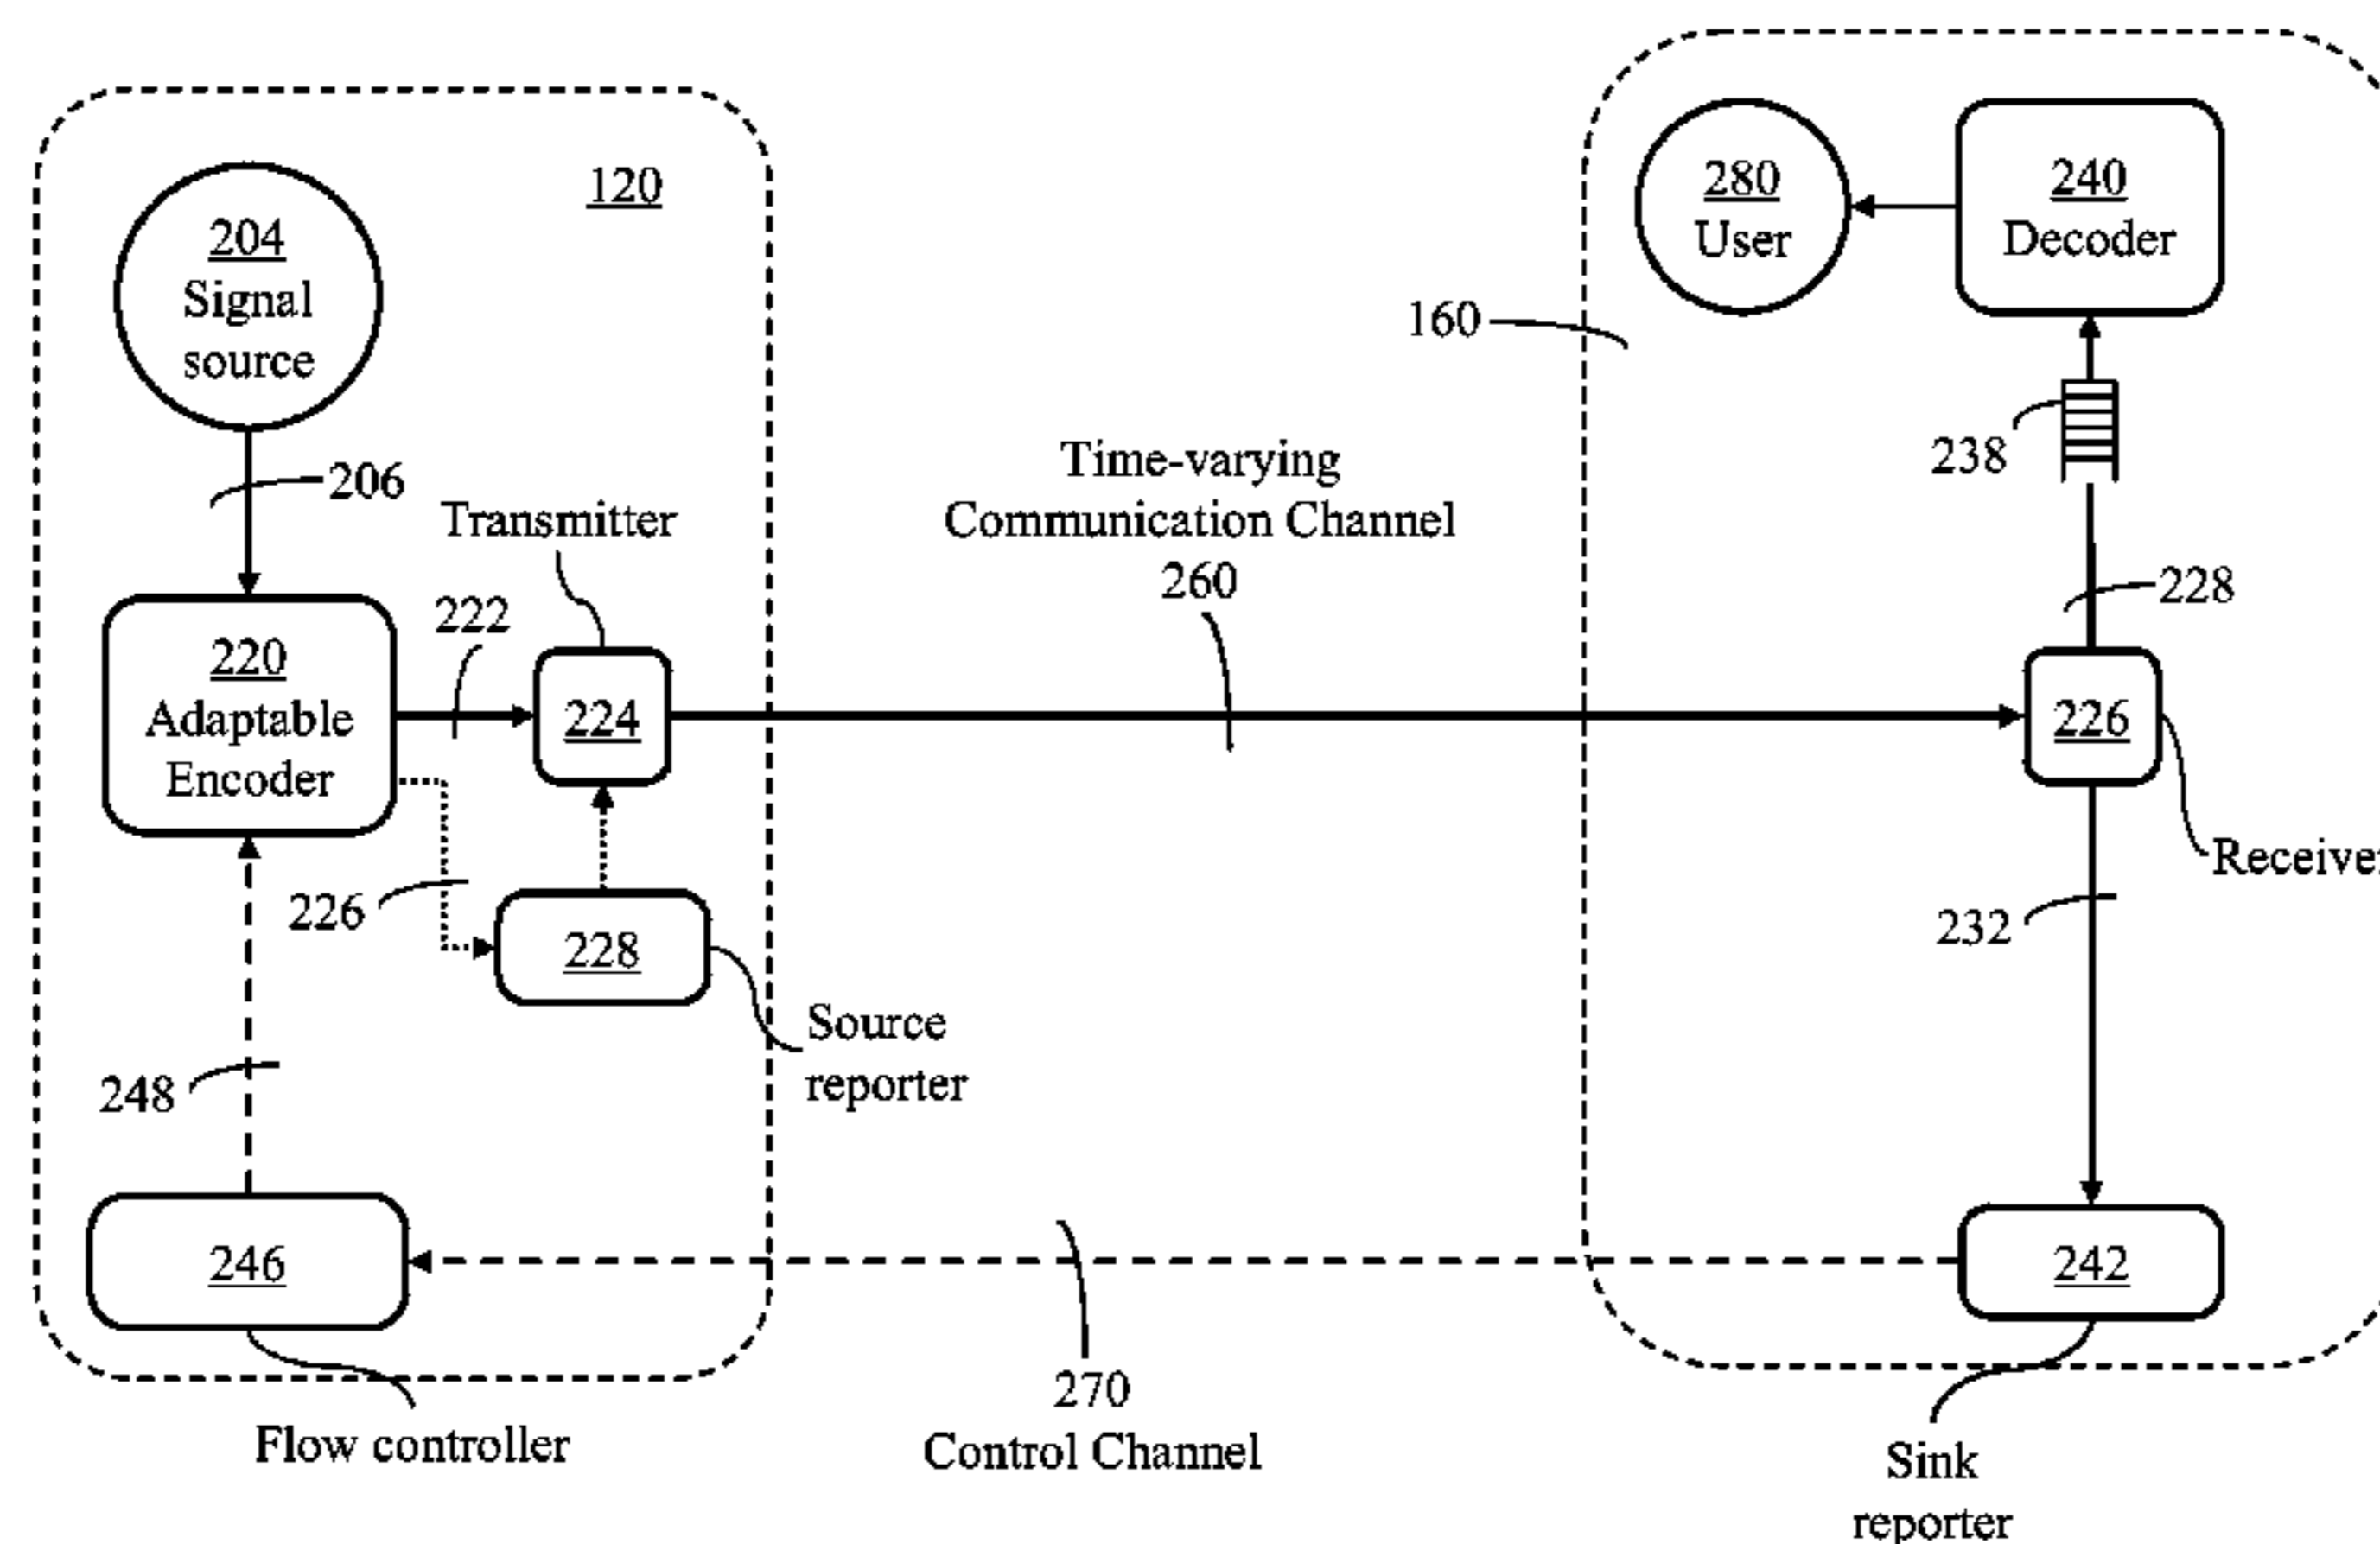 120
204
Signal
source
206
Transmitter
222
220
Adaptable
Encoder
224
226
228
Source
reporter
248
246
Flow controller
Time-varying
Communication Channel
260
270
Control Channel
160
280
User
240
Decoder
238
228
226
Receiver
232
242
Sink
reporter